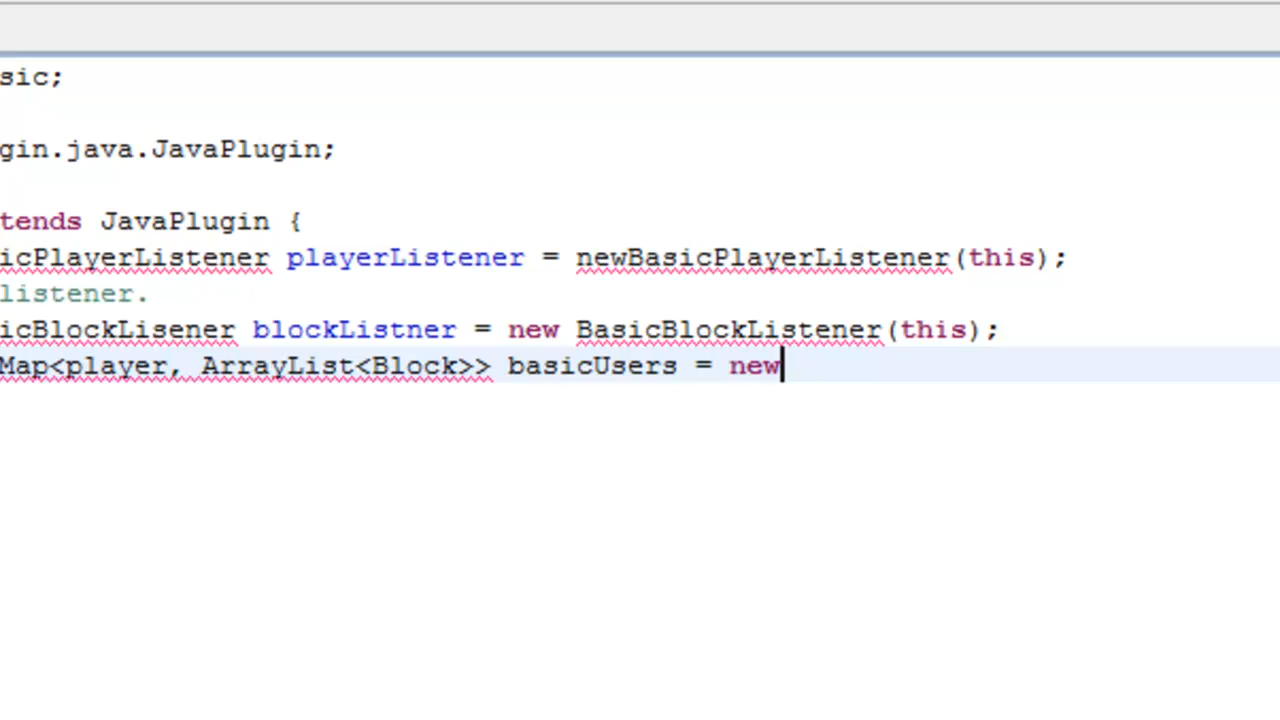 sic;
gin.java.JavaPlugin;
tends JavaPlugin {
icPlayerListener playerListener = newBasicPlayerListener(this);
listener.
icBlockLisener blockListner = new BasicBlockListener(this);
Map<player, ArrayList<Block>> basicUsers = new